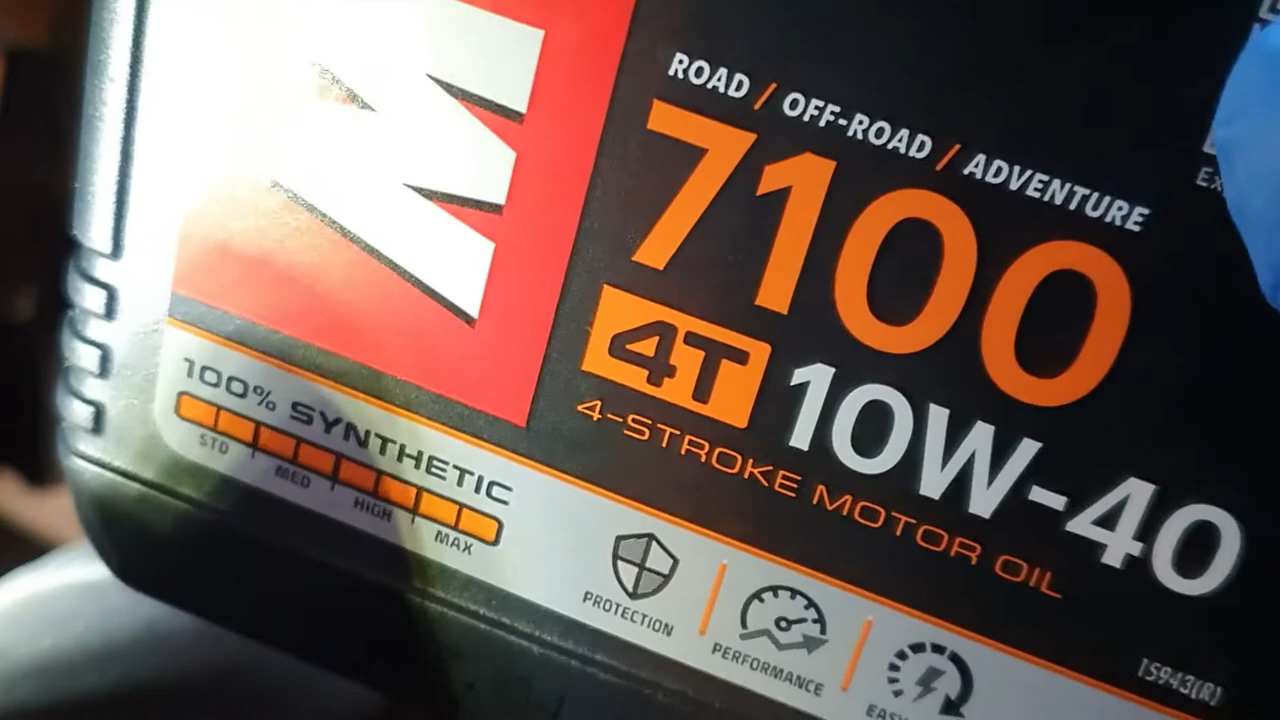 ROAD / OFF-ROAD / ADVENTURE
7100
4T 10W-40
4-STROKE MOTOR OIL
100% SYNTHETIC
STD MED HIGH MAX
PROTECTION
PERFORMANCE
15943(R)